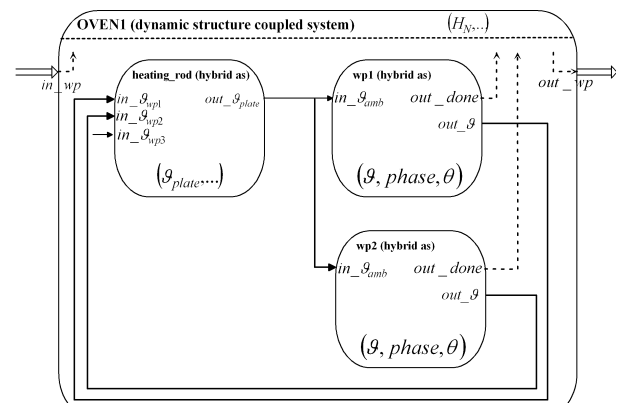 OVEN1 (dynamic structure coupled system) (H_N,..)
in_wp out_wp
heating_rod (hybrid as)
in_ϑ_wp1 out_ϑ_plate
in_ϑ_wp2
in_ϑ_wp3
(ϑ_plate,...)
wp1 (hybrid as)
in_ϑ_amb out_done
out_ϑ
(ϑ, phase, θ)
wp2 (hybrid as)
in_ϑ_amb out_done
out_ϑ
(ϑ, phase, θ)